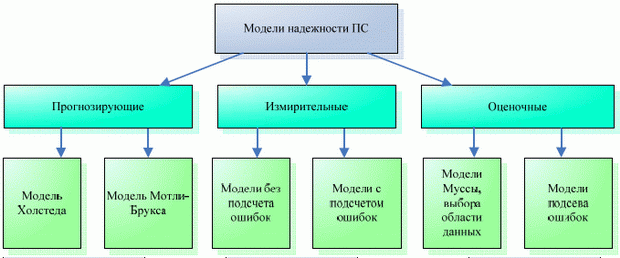 Модели надежности ПС
Прогнозирующие
Измирительные
Оценочные
Модель
Холстеда
Модель Мотли-
Брукса
Модели без
подсчета
ошибок
Модели с
подсчетом
ошибок
Модели
Муссы,
выбора
области
данных
Модели
подсева
ошибок